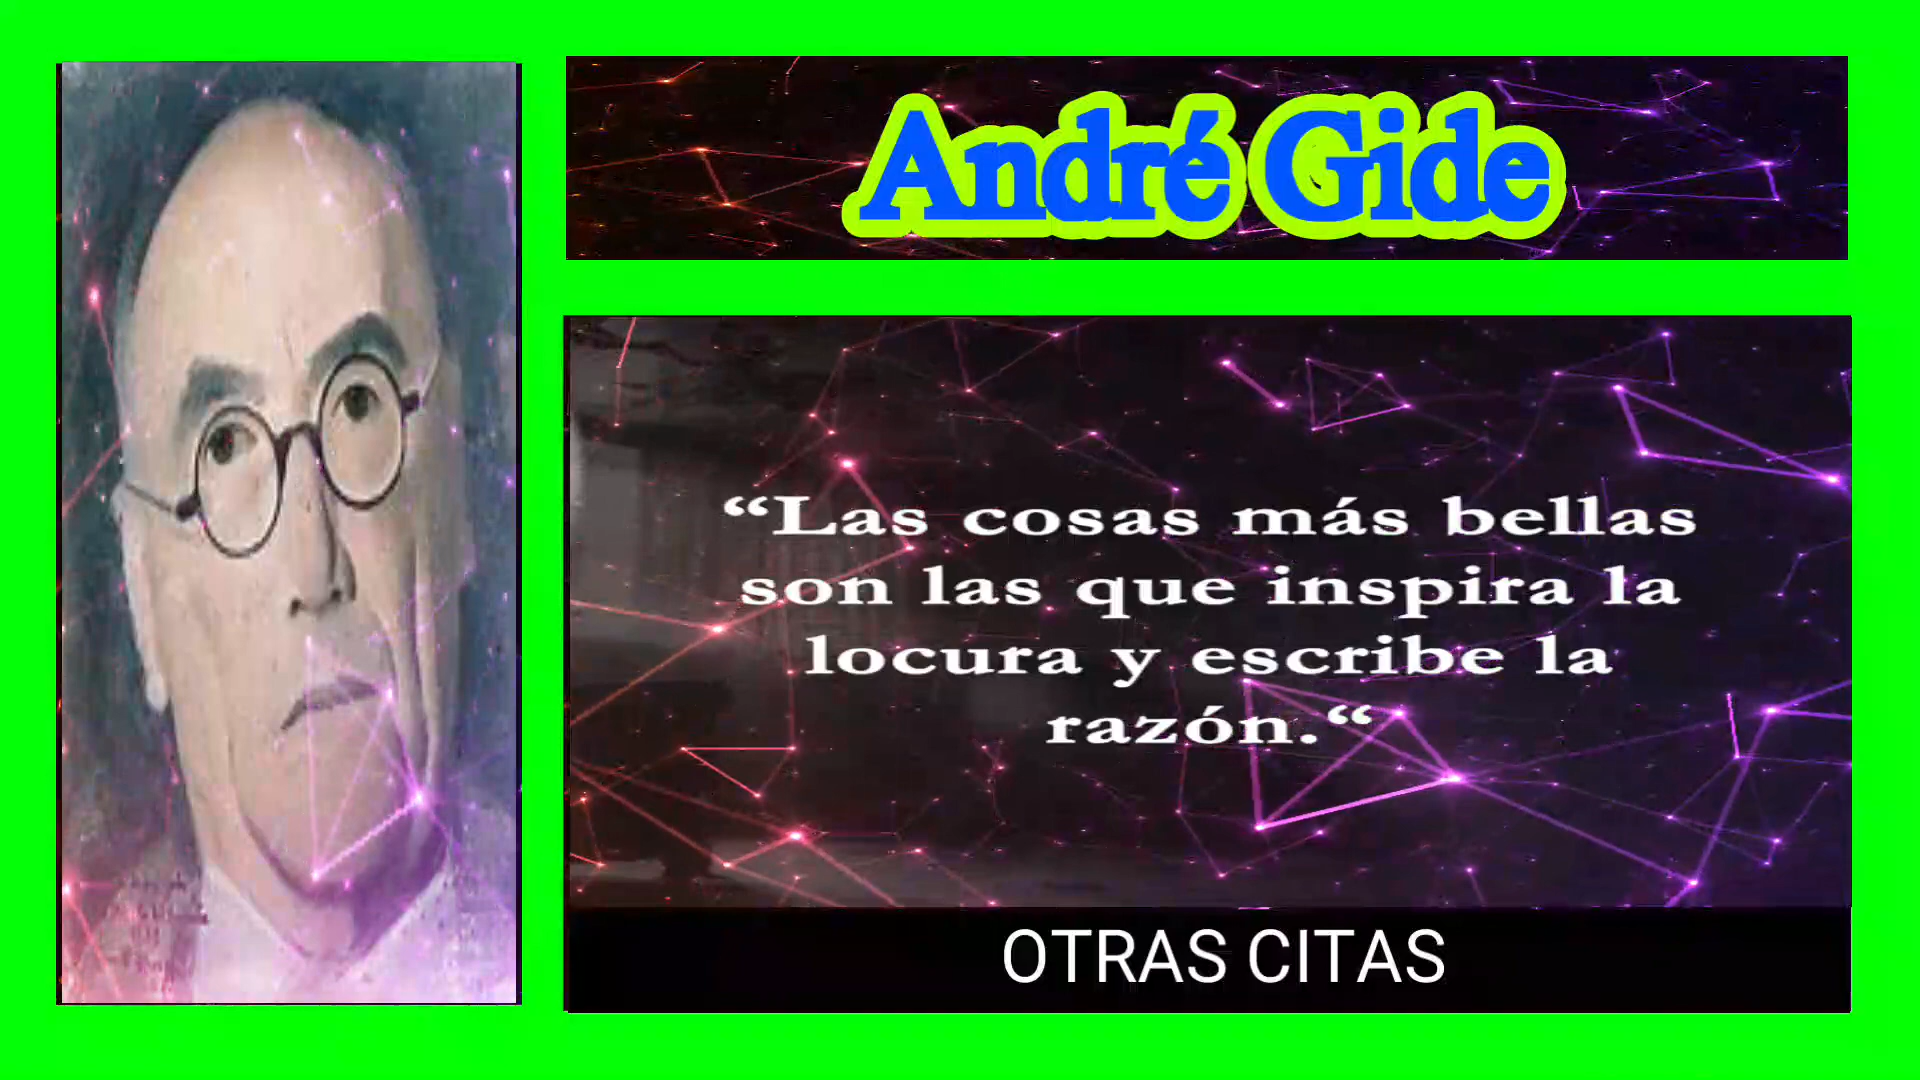 André Gide
“Las cosas más bellas
son las que inspira la
locura y escribe la
razón.“
OTRAS CITAS